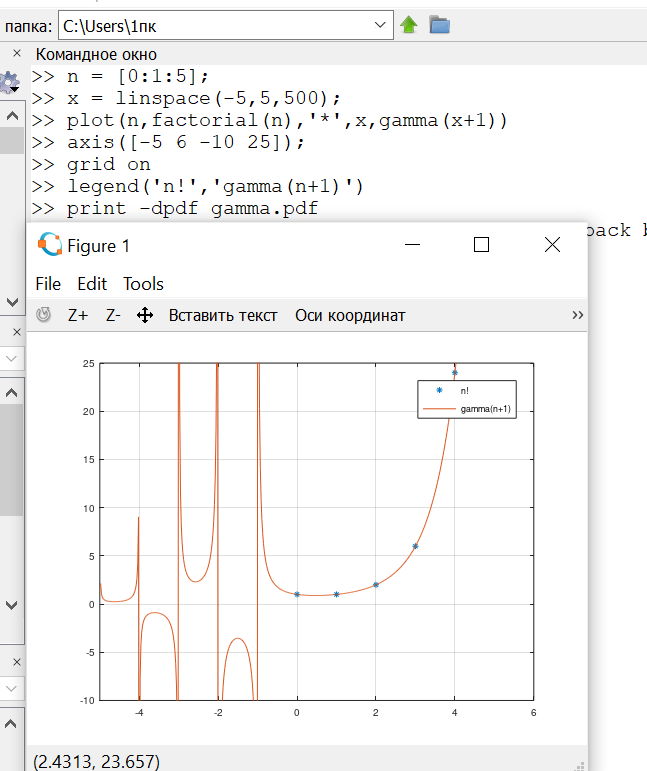 папка: C:\Users\1пк
Командное окно
>> n = [0:1:5];
>> x = linspace(-5,5,500);
>> plot(n,factorial(n),'*',x,gamma(x+1))
>> axis([-5 6 -10 25]);
>> grid on
>> legend('n!','gamma(n+1)')
>> print -dpdf gamma.pdf
back b
Figure 1
File Edit Tools
Z+ Z- Вставить текст Оси координат »
25
n!
gamma(n+1)
20
15
10
5
0
-5
-10
-4 -2 0 2 4 6
(2.4313, 23.657)